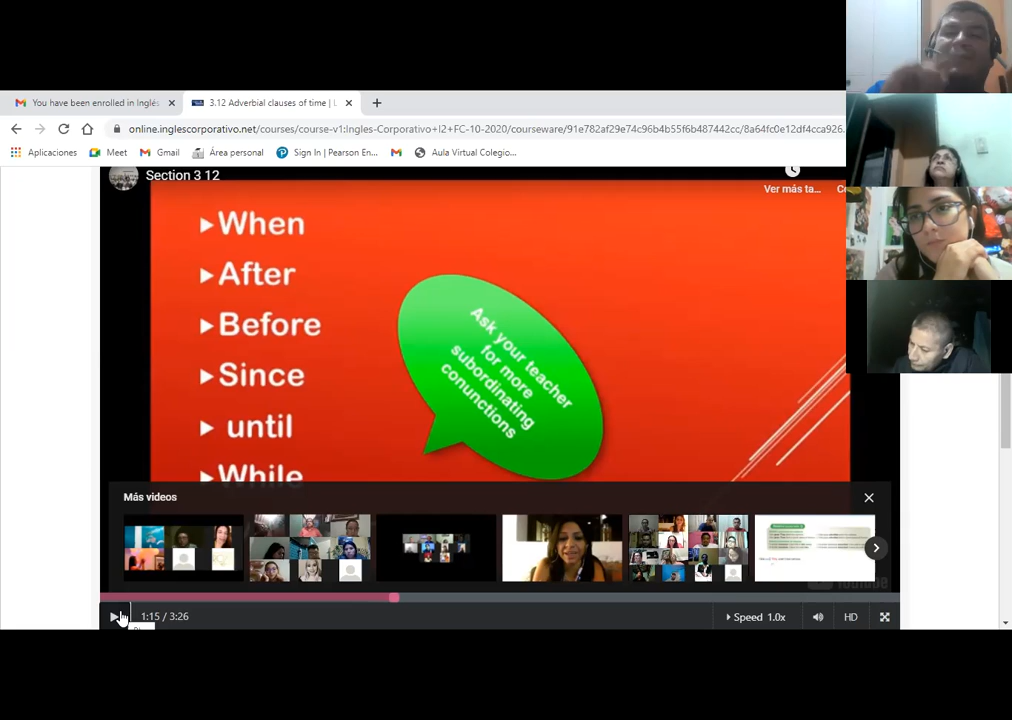 You have been enrolled in Inglés
3.12 Adverbial clauses of time | L
online.inglescorporativo.net/courses/course-v1:Ingles-Corporativo+I2+FC-10-2020/courseware/91e782af29e74c96b4b55f6b487442cc/8a64fc0e12df4cca926.
Aplicaciones Meet Gmail Área personal Sign In | Pearson En... Aula Virtual Colegio...
Section 3 12
Ver más ta...
When
After
Before
Since
until
While
Ask your teacher
for more
subordinating
conunctions
Más videos
YouTube
1:15 / 3:26
Speed 1.0x
HD